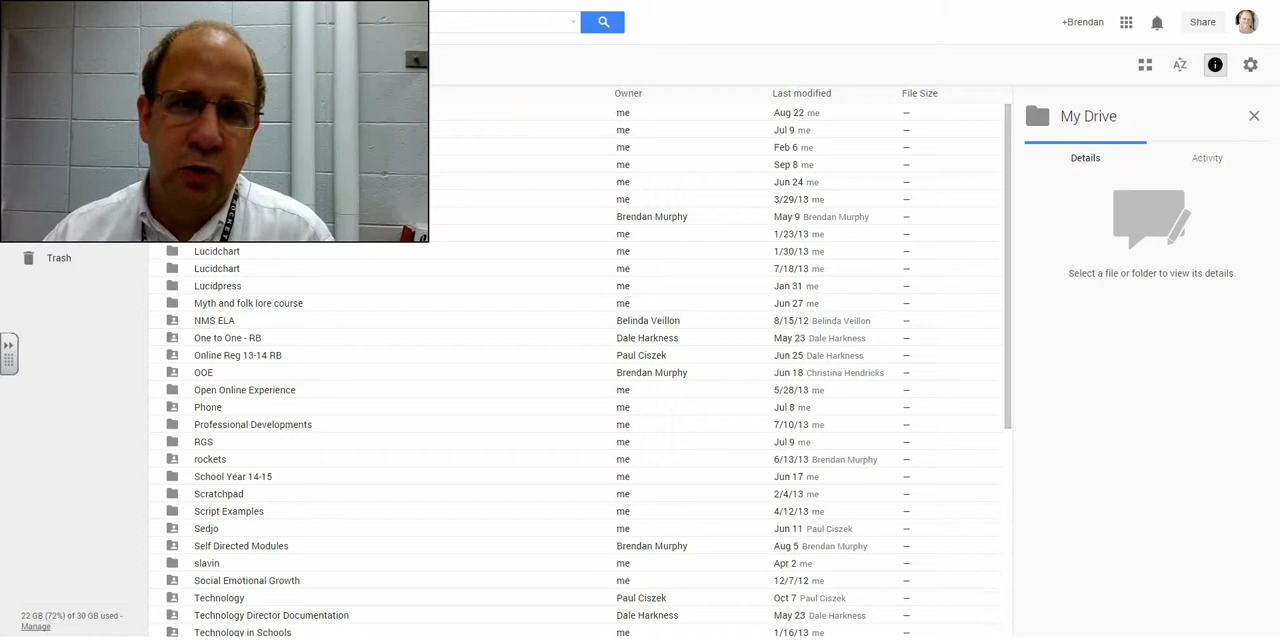 +Brendan Share
Owner Last modified File Size
me Aug 22 me —
me Jul 9 me —
me Feb 6 me —
me Sep 8 me —
me Jun 24 me —
me 3/29/13 me —
Brendan Murphy May 9 Brendan Murphy —
me 1/23/13 me —
Lucidchart me 1/30/13 me —
Lucidchart me 7/18/13 me —
Lucidpress me Jan 31 me —
Myth and folk lore course me Jun 27 me —
NMS ELA Belinda Veillon 8/15/12 Belinda Veillon —
One to One - RB Dale Harkness May 23 Dale Harkness —
Online Reg 13-14 RB Paul Ciszek Jun 25 Dale Harkness —
OOE Brendan Murphy Jun 18 Christina Hendricks —
Open Online Experience me 5/28/13 me —
Phone me Jul 8 me —
Professional Developments me 7/10/13 me —
RGS me Jul 9 me —
rockets me 6/13/13 Brendan Murphy —
School Year 14-15 me Jun 17 me —
Scratchpad me 2/4/13 me —
Script Examples me 4/12/13 me —
Sedjo me Jun 11 Paul Ciszek —
Self Directed Modules Brendan Murphy Aug 5 Brendan Murphy —
slavin me Apr 2 me —
Social Emotional Growth me 12/7/12 me —
Technology Paul Ciszek Oct 7 Paul Ciszek —
Technology Director Documentation Dale Harkness May 23 Dale Harkness —
Technology in Schools me 1/16/13 me —
Trash
22 GB (72%) of 30 GB used -
Manage
My Drive
Details Activity
Select a file or folder to view its details.
AZ
ROCKET